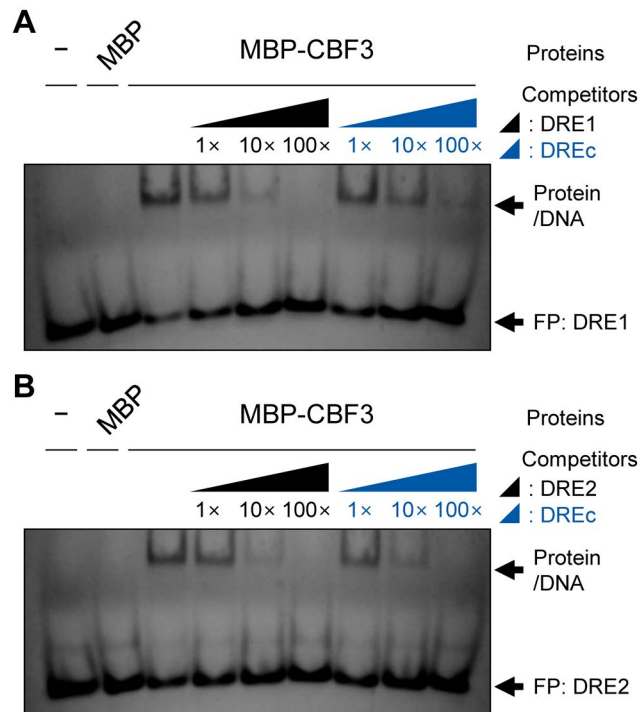 A
– MBP MBP-CBF3 Proteins
Competitors
: DRE1
1× 10× 100× 1× 10× 100× : DREc
Protein
/DNA
FP: DRE1
B
– MBP MBP-CBF3 Proteins
Competitors
: DRE2
1× 10× 100× 1× 10× 100× : DREc
Protein
/DNA
FP: DRE2